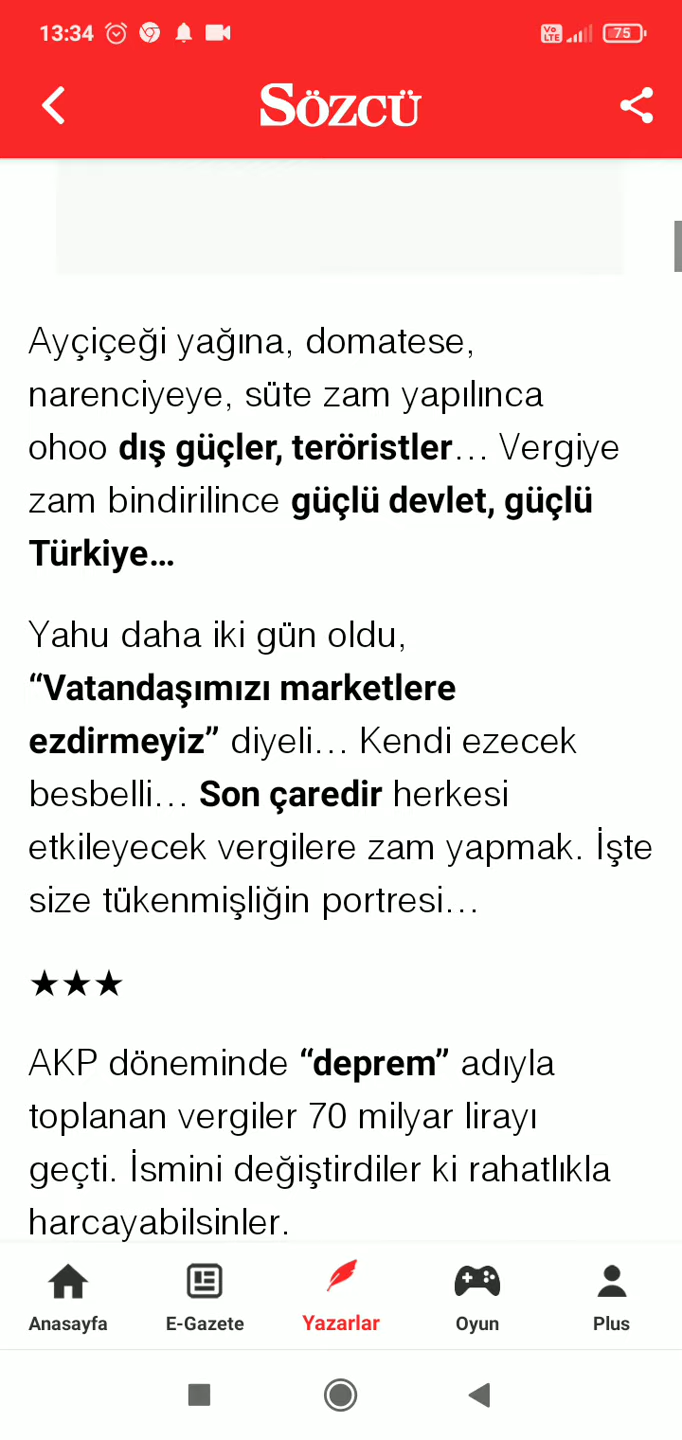 13:34
Vo LTE
75
SÖZCÜ
Ayçiçeği yağına, domatese,
narenciyeye, süte zam yapılınca
ohoo dış güçler, teröristler… Vergiye
zam bindirilince güçlü devlet, güçlü
Türkiye…
Yahu daha iki gün oldu,
“Vatandaşımızı marketlere
ezdirmeyiz” diyeli… Kendi ezecek
besbelli… Son çaredir herkesi
etkileyecek vergilere zam yapmak. İşte
size tükenmişliğin portresi…
★★★
AKP döneminde “deprem” adıyla
toplanan vergiler 70 milyar lirayı
geçti. İsmini değiştirdiler ki rahatlıkla
harcayabilsinler.
Anasayfa E-Gazete Yazarlar Oyun Plus